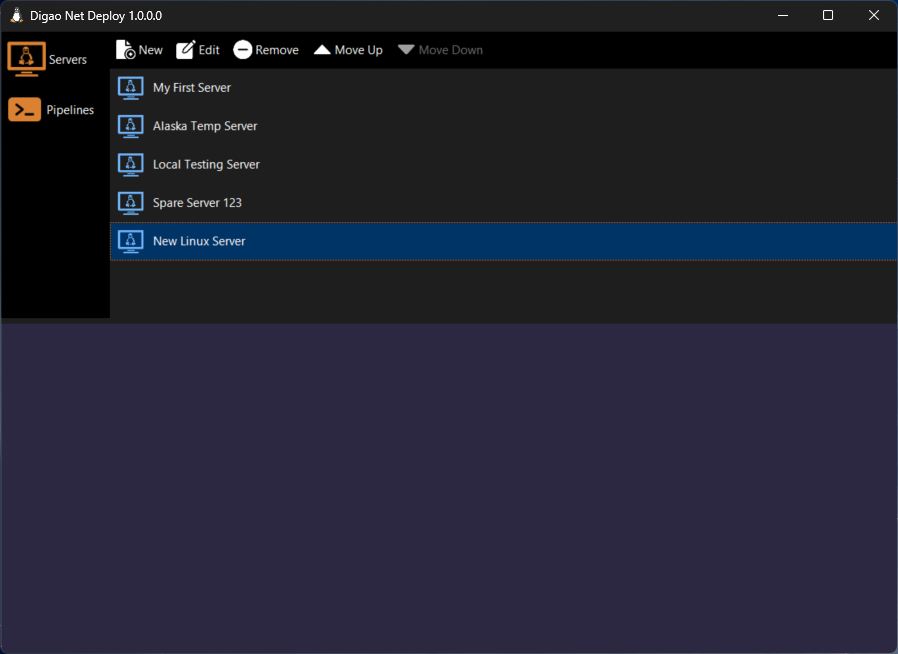 Digao Net Deploy 1.0.0.0
Servers
Pipelines
New Edit Remove Move Up Move Down
My First Server
Alaska Temp Server
Local Testing Server
Spare Server 123
New Linux Server